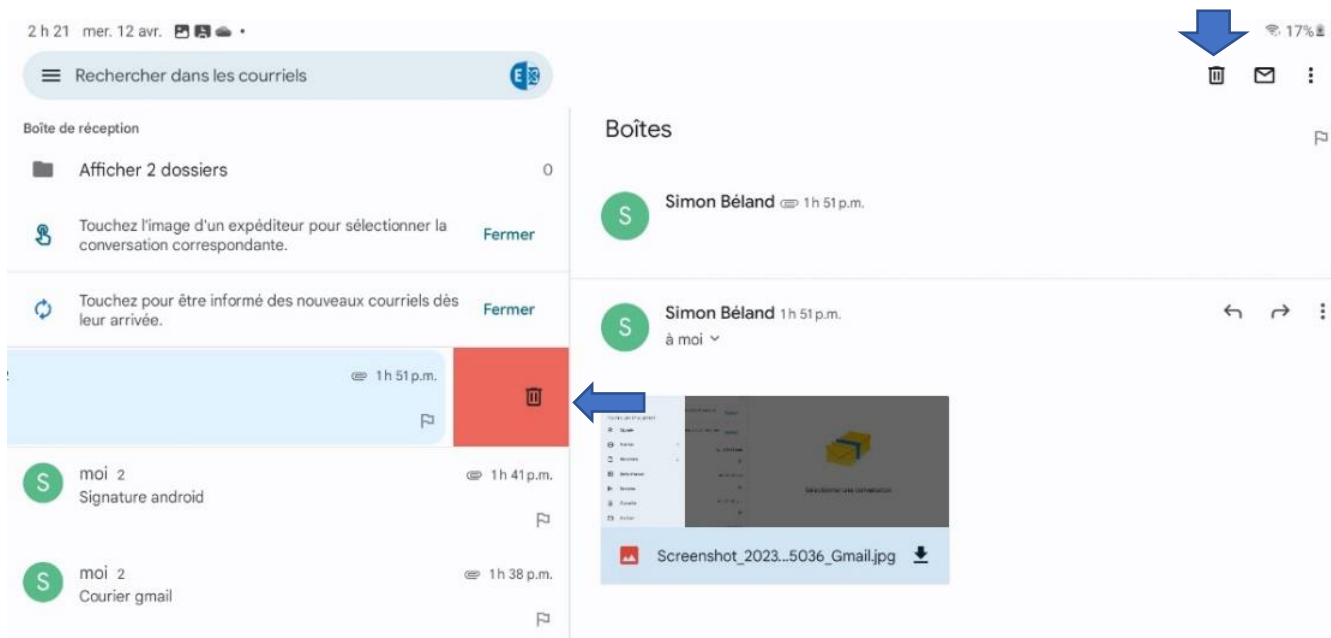 2 h 21 mer. 12 avr.
17%
Rechercher dans les courriels
E
Boîte de réception
Afficher 2 dossiers 0
Touchez l'image d'un expéditeur pour sélectionner la
conversation correspondante.
Fermer
Touchez pour être informé des nouveaux courriels dès
leur arrivée.
Fermer
1 h 51 p.m.
S
moi 2 1 h 41 p.m.
Signature android
S
moi 2 1 h 38 p.m.
Courier gmail
Boîtes
S
Simon Béland 1 h 51 p.m.
S
Simon Béland 1 h 51 p.m.
à moi
Sélectionner une conversation
Screenshot_2023...5036_Gmail.jpg